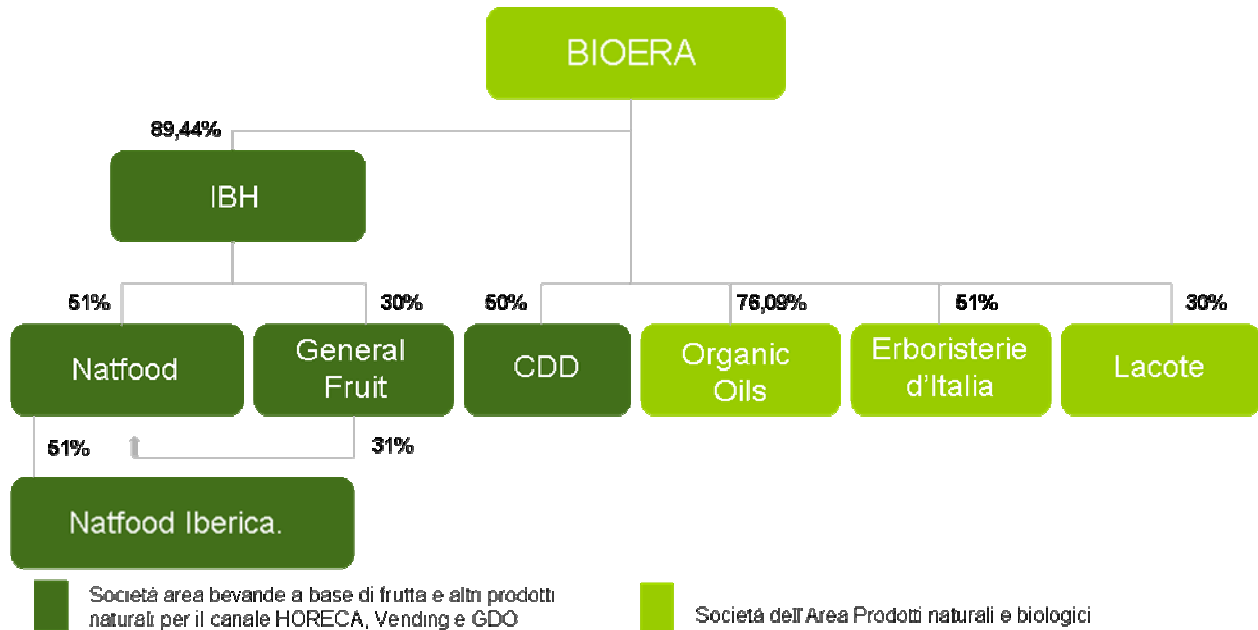 BIOERA
89,44%
IBH
51%
30%
50%
76,09%
51%
30%
Natfood
General
Fruit
CDD
Organic
Oils
Erboristerie
d'Italia
Lacote
51%
31%
Natfood Iberica.
Società area bevande a base di frutta e altri prodotti
naturali per il canale HORECA, Vending e GDO
Società dell'Area Prodotti naturali e biologici